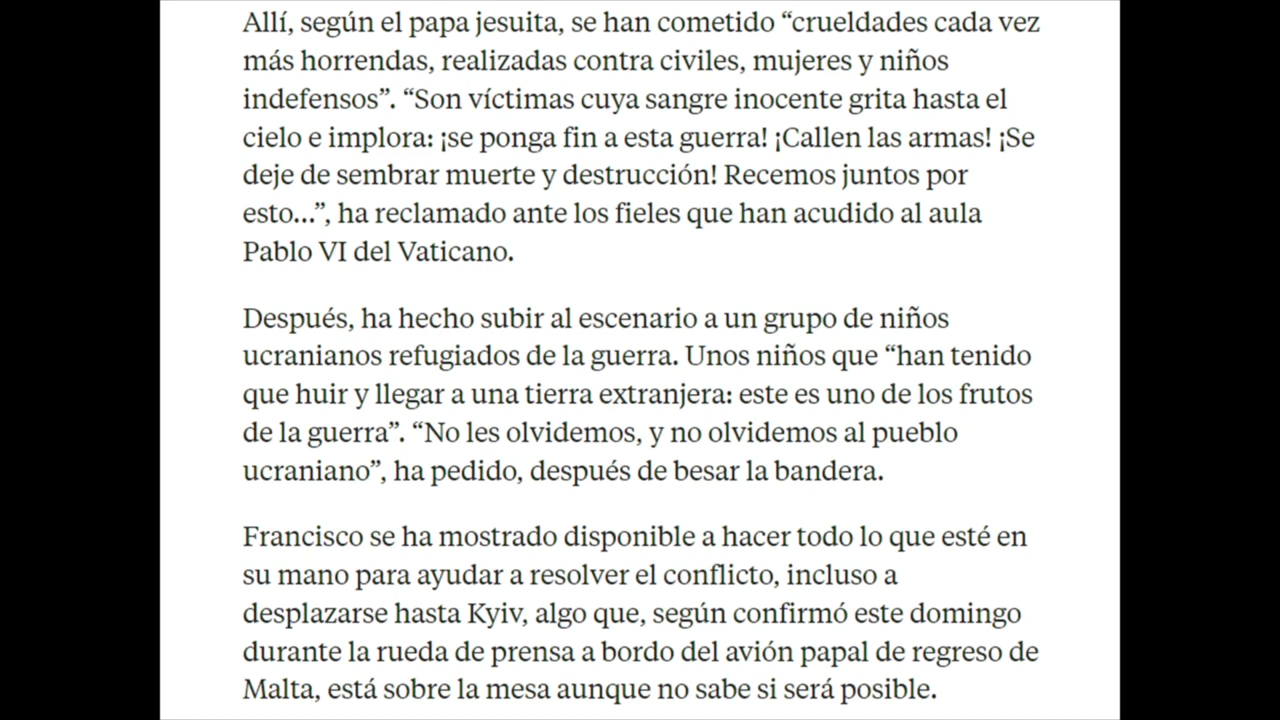 Allí, según el papa jesuita, se han cometido “crueldades cada vez
más horrendas, realizadas contra civiles, mujeres y niños
indefensos”. “Son víctimas cuya sangre inocente grita hasta el
cielo e implora: ¡se ponga fin a esta guerra! ¡Callen las armas! ¡Se
deje de sembrar muerte y destrucción! Recemos juntos por
esto...”, ha reclamado ante los fieles que han acudido al aula
Pablo VI del Vaticano.
Después, ha hecho subir al escenario a un grupo de niños
ucranianos refugiados de la guerra. Unos niños que “han tenido
que huir y llegar a una tierra extranjera: este es uno de los frutos
de la guerra”. “No les olvidemos, y no olvidemos al pueblo
ucraniano”, ha pedido, después de besar la bandera.
Francisco se ha mostrado disponible a hacer todo lo que esté en
su mano para ayudar a resolver el conflicto, incluso a
desplazarse hasta Kyiv, algo que, según confirmó este domingo
durante la rueda de prensa a bordo del avión papal de regreso de
Malta, está sobre la mesa aunque no sabe si será posible.